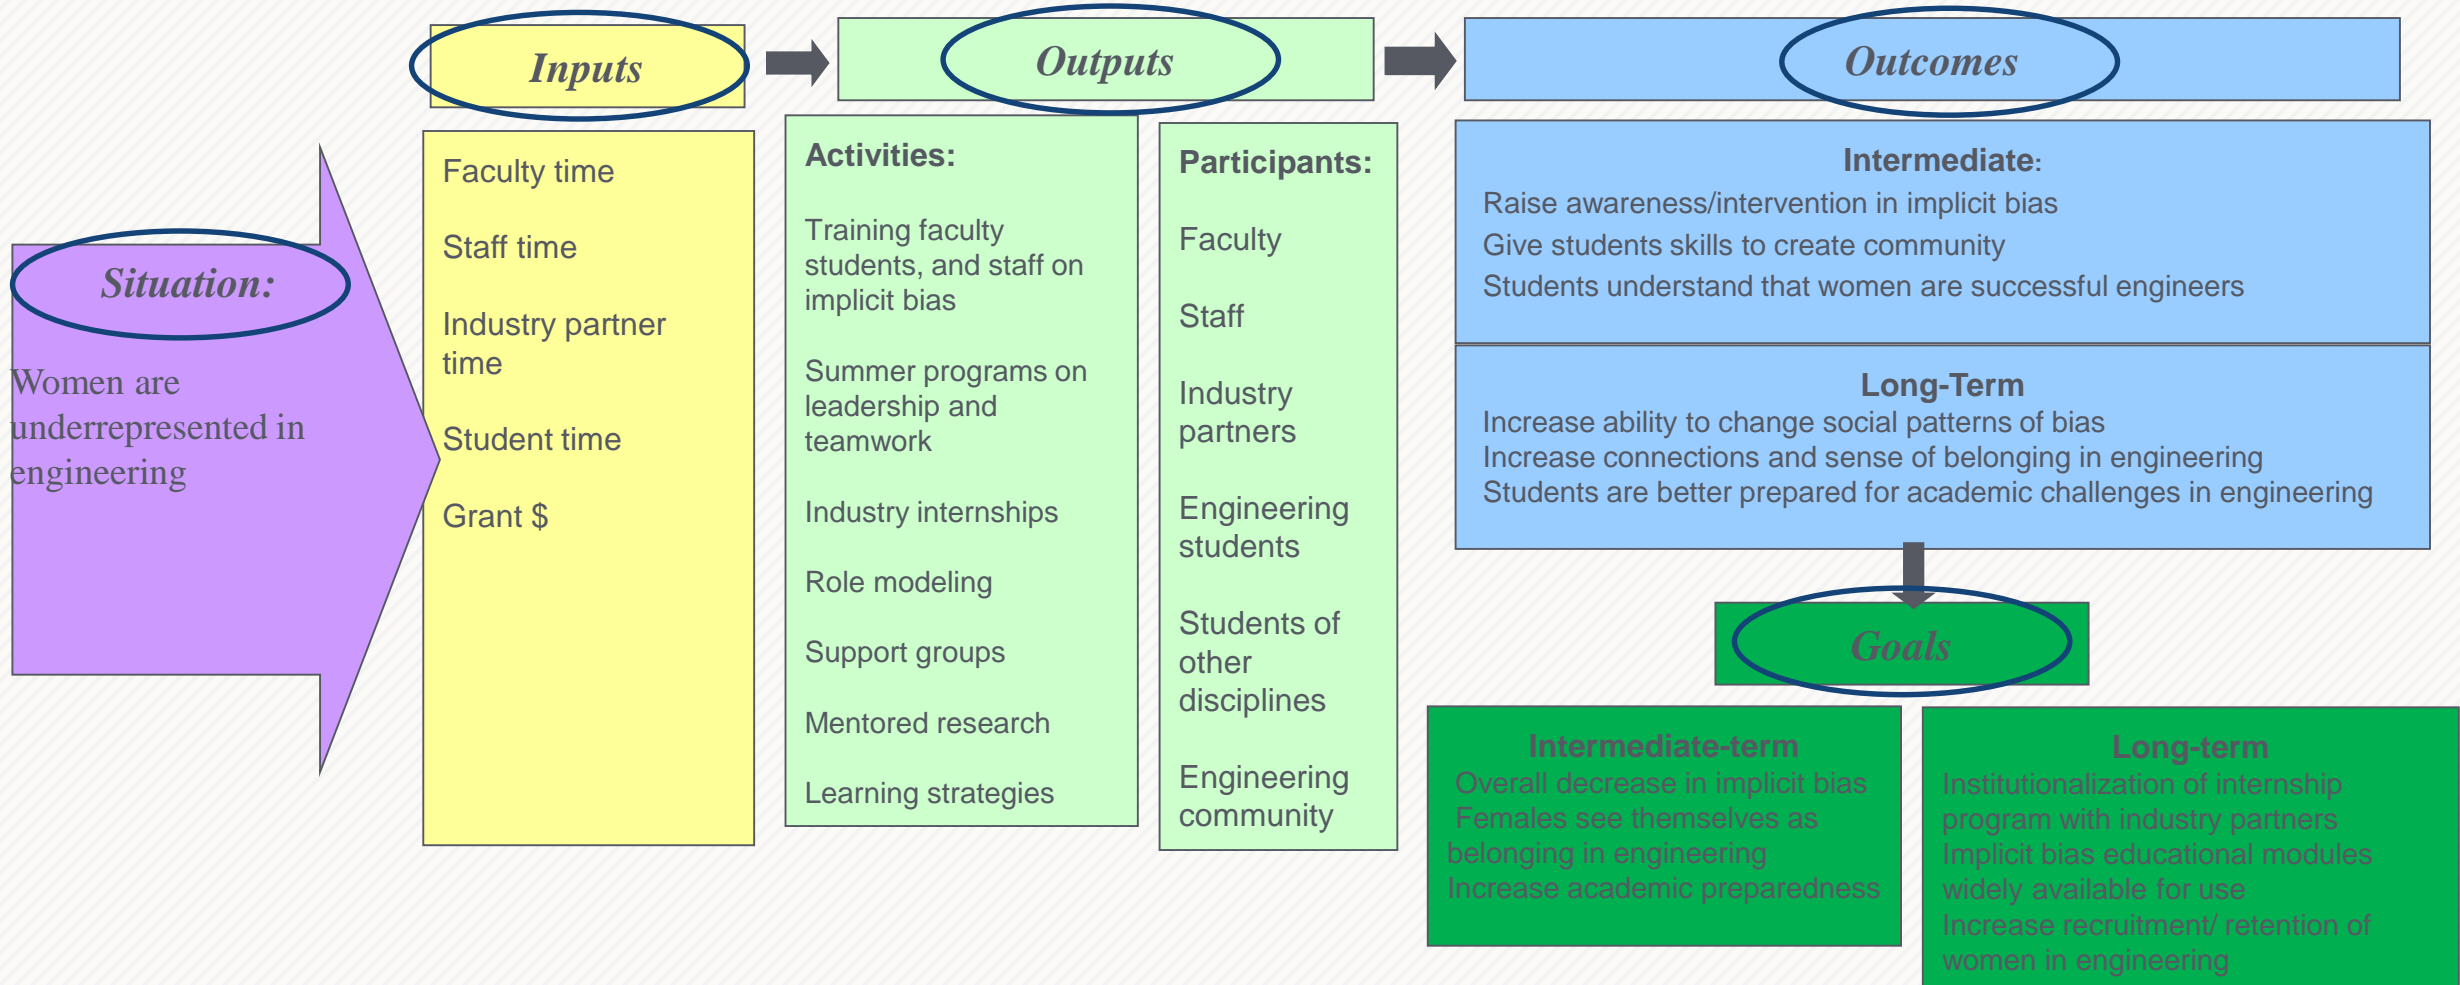 Situation:
Women are
underrepresented in
engineering
Inputs
Faculty time
Staff time
Industry partner
time
Student time
Grant $
Outputs
Activities:
Training faculty
students, and staff on
implicit bias
Summer programs on
leadership and
teamwork
Industry internships
Role modeling
Support groups
Mentored research
Learning strategies
Participants:
Faculty
Staff
Industry
partners
Engineering
students
Students of
other
disciplines
Engineering
community
Outcomes
Intermediate:
Raise awareness/intervention in implicit bias
Give students skills to create community
Students understand that women are successful engineers
Long-Term
Increase ability to change social patterns of bias
Increase connections and sense of belonging in engineering
Students are better prepared for academic challenges in engineering
Goals
Intermediate-term
Overall decrease in implicit bias
Females see themselves as
belonging in engineering
Increase academic preparedness
Long-term
Institutionalization of internship
program with industry partners
Implicit bias educational modules
widely available for use
Increase recruitment/ retention of
women in engineering